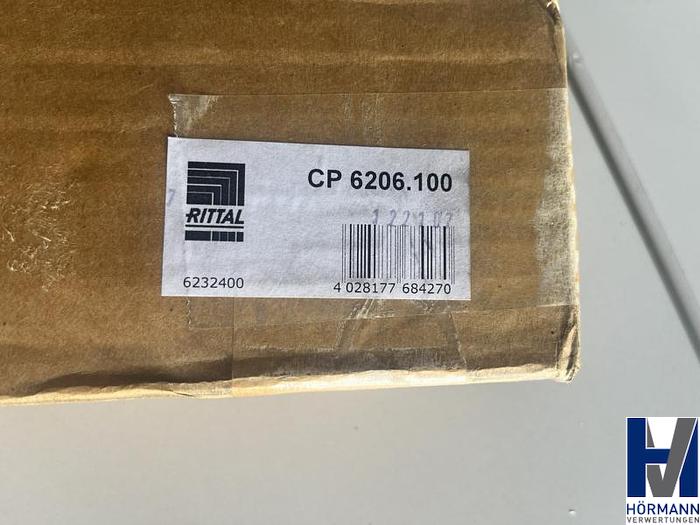 CP 6206.100
RITTAL
6232400
4 028177 684270
HÖRMANN
VERWERTUNGEN